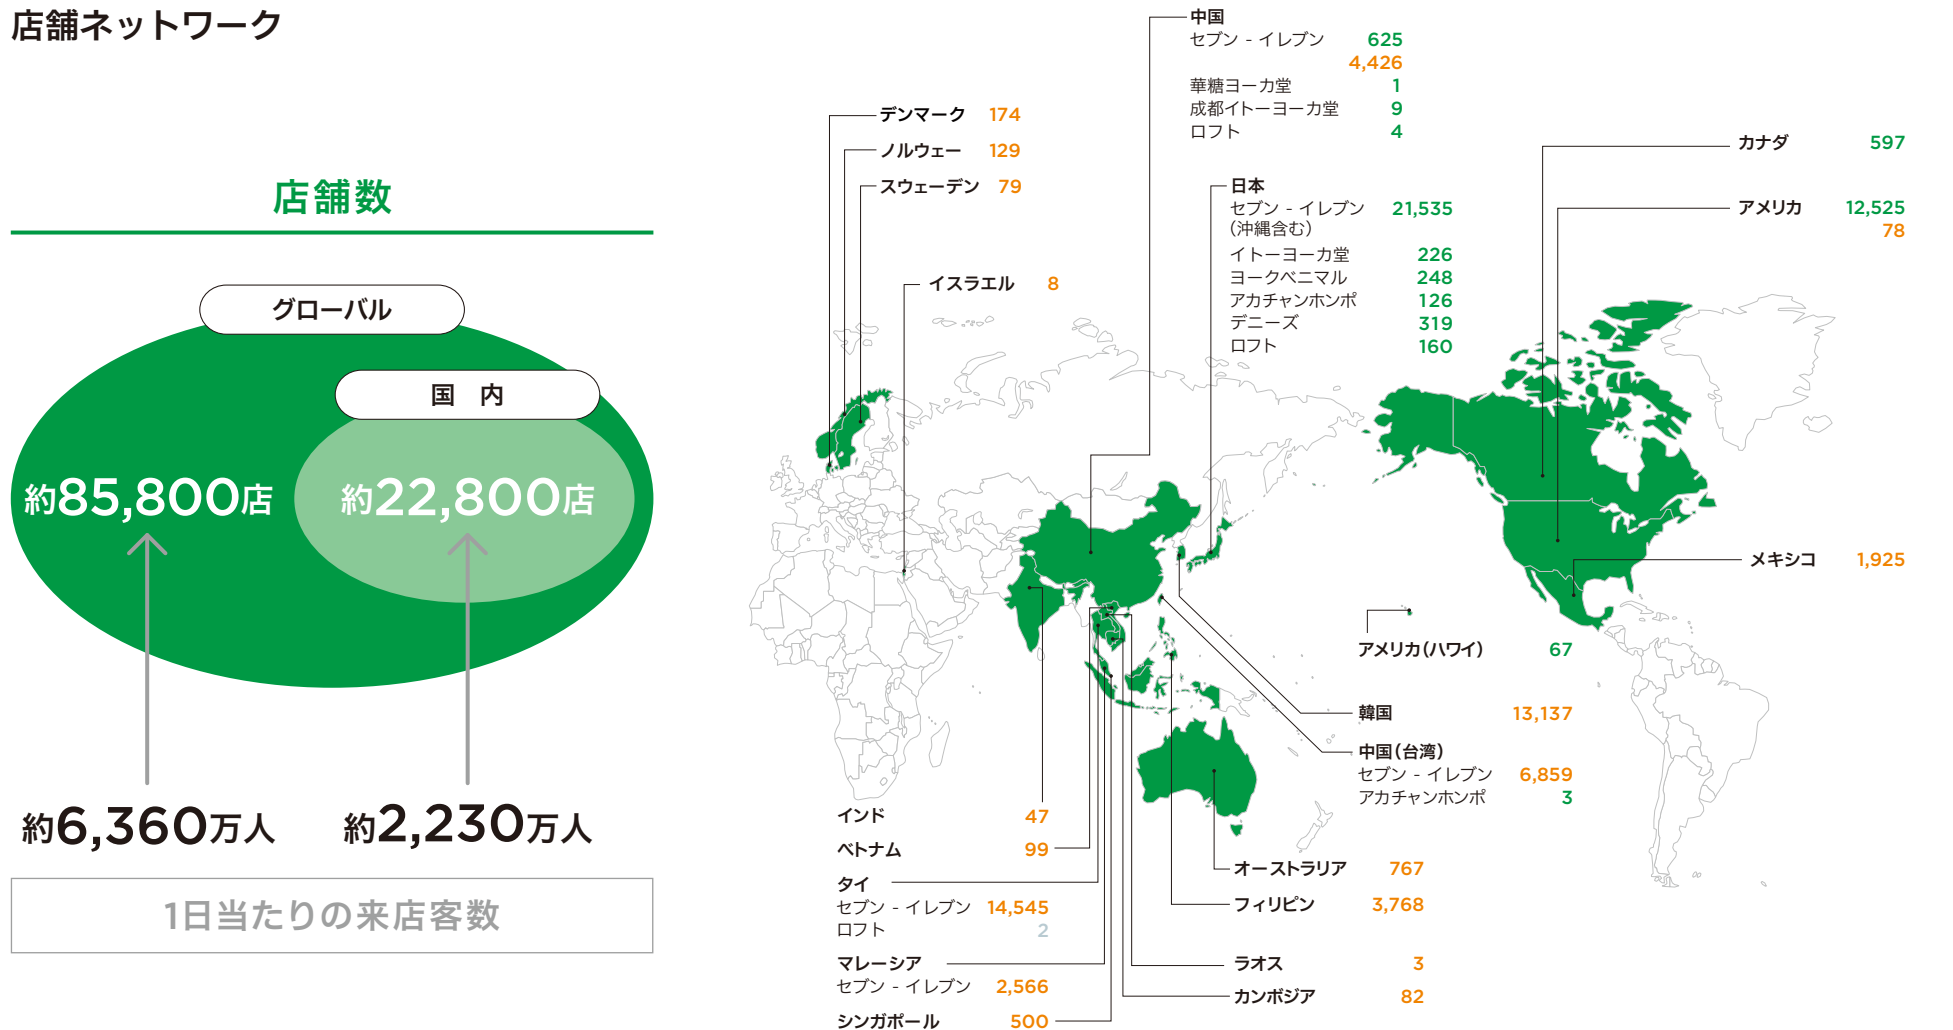 店舗ネットワーク
店舗数
グローバル
国 内
約85,800店
約22,800店
約6,360万人
約2,230万人
1日当たりの来店客数
デンマーク 174
ノルウェー 129
スウェーデン 79
イスラエル 8
中国
セブン - イレブン 625
4,426
華糖ヨーカ堂 1
成都イトーヨーカ堂 9
ロフト 4
日本
セブン - イレブン 21,535
(沖縄含む)
イトーヨーカ堂 226
ヨークベニマル 248
アカチャンホンポ 126
デニーズ 319
ロフト 160
カナダ 597
アメリカ 12,525
78
メキシコ 1,925
アメリカ(ハワイ) 67
韓国 13,137
中国(台湾)
セブン - イレブン 6,859
アカチャンホンポ 3
インド 47
ベトナム 99
タイ
セブン - イレブン 14,545
ロフト 2
マレーシア
セブン - イレブン 2,566
シンガポール 500
オーストラリア 767
フィリピン 3,768
ラオス 3
カンボジア 82